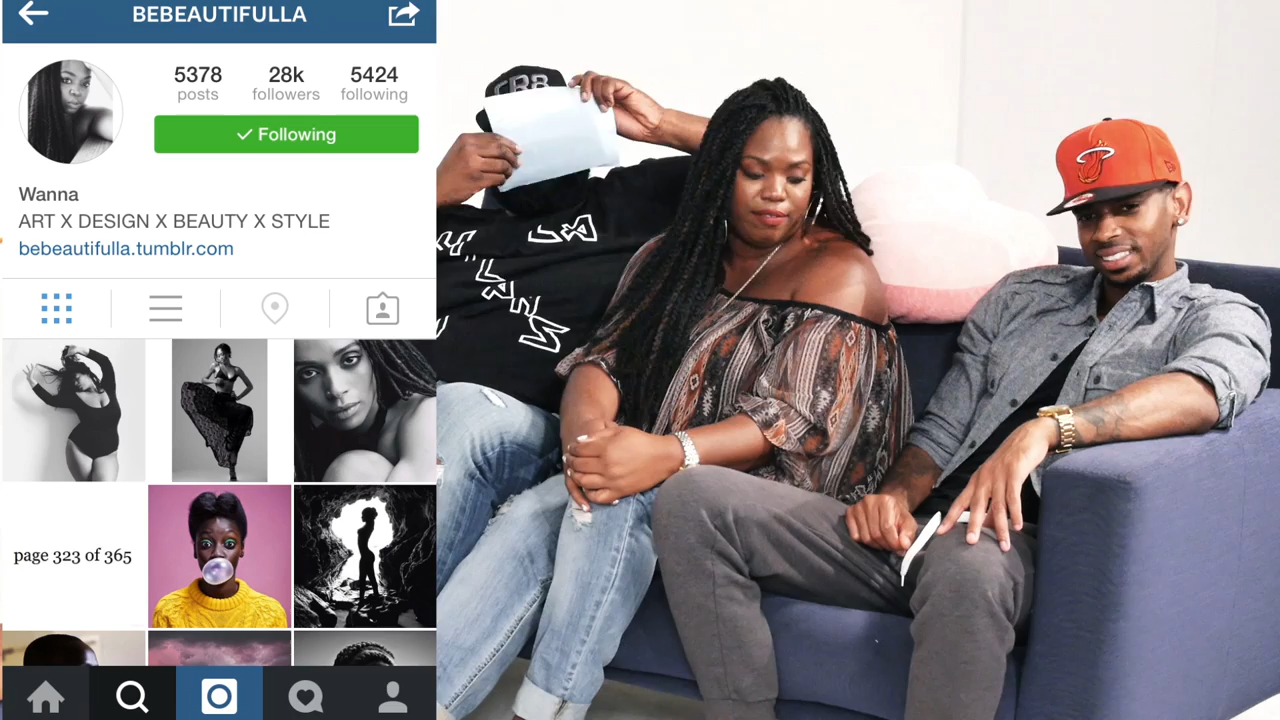 BEBEAUTIFULLA
5378
28k
5424
posts
followers
following
✓ Following
Wanna
ART X DESIGN X BEAUTY X STYLE
bebeautifulla.tumblr.com
page 323 of 365